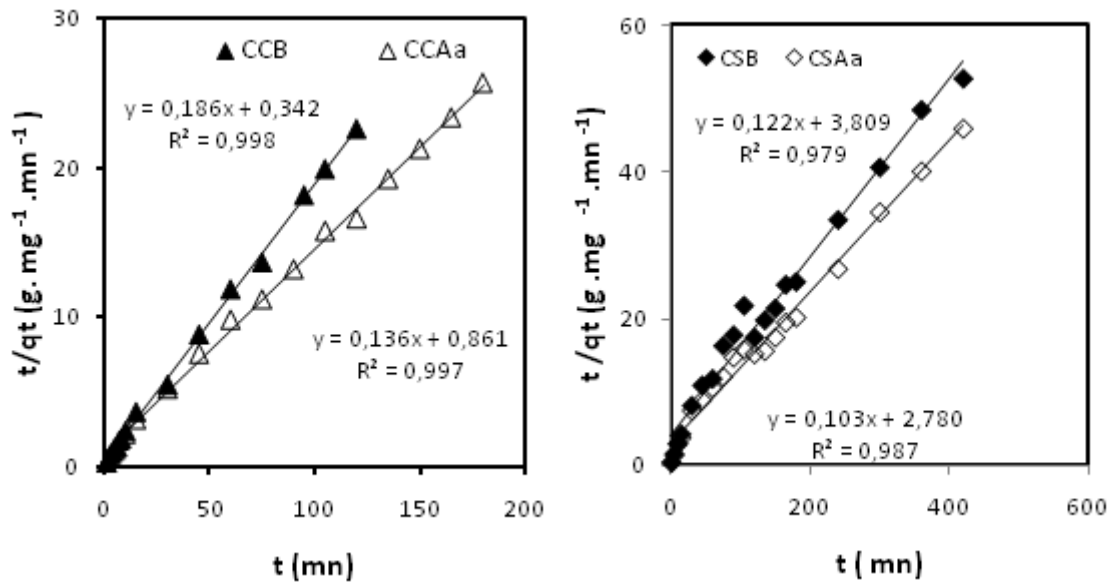 30
CCB CCAa
y = 0,186x + 0,342
R² = 0,998
20
t/qt (g. mg ⁻¹ .mn ⁻¹)
10
y = 0,136x + 0,861
R² = 0,997
0
0 50 100 150 200
t (mn)
60
CSB CSAa
y = 0,122x + 3,809
R² = 0,979
40
t /qt (g .mg ⁻¹ .mn ⁻¹)
20
y = 0,103x + 2,780
R² = 0,987
0
0 200 400 600
t ( mn)